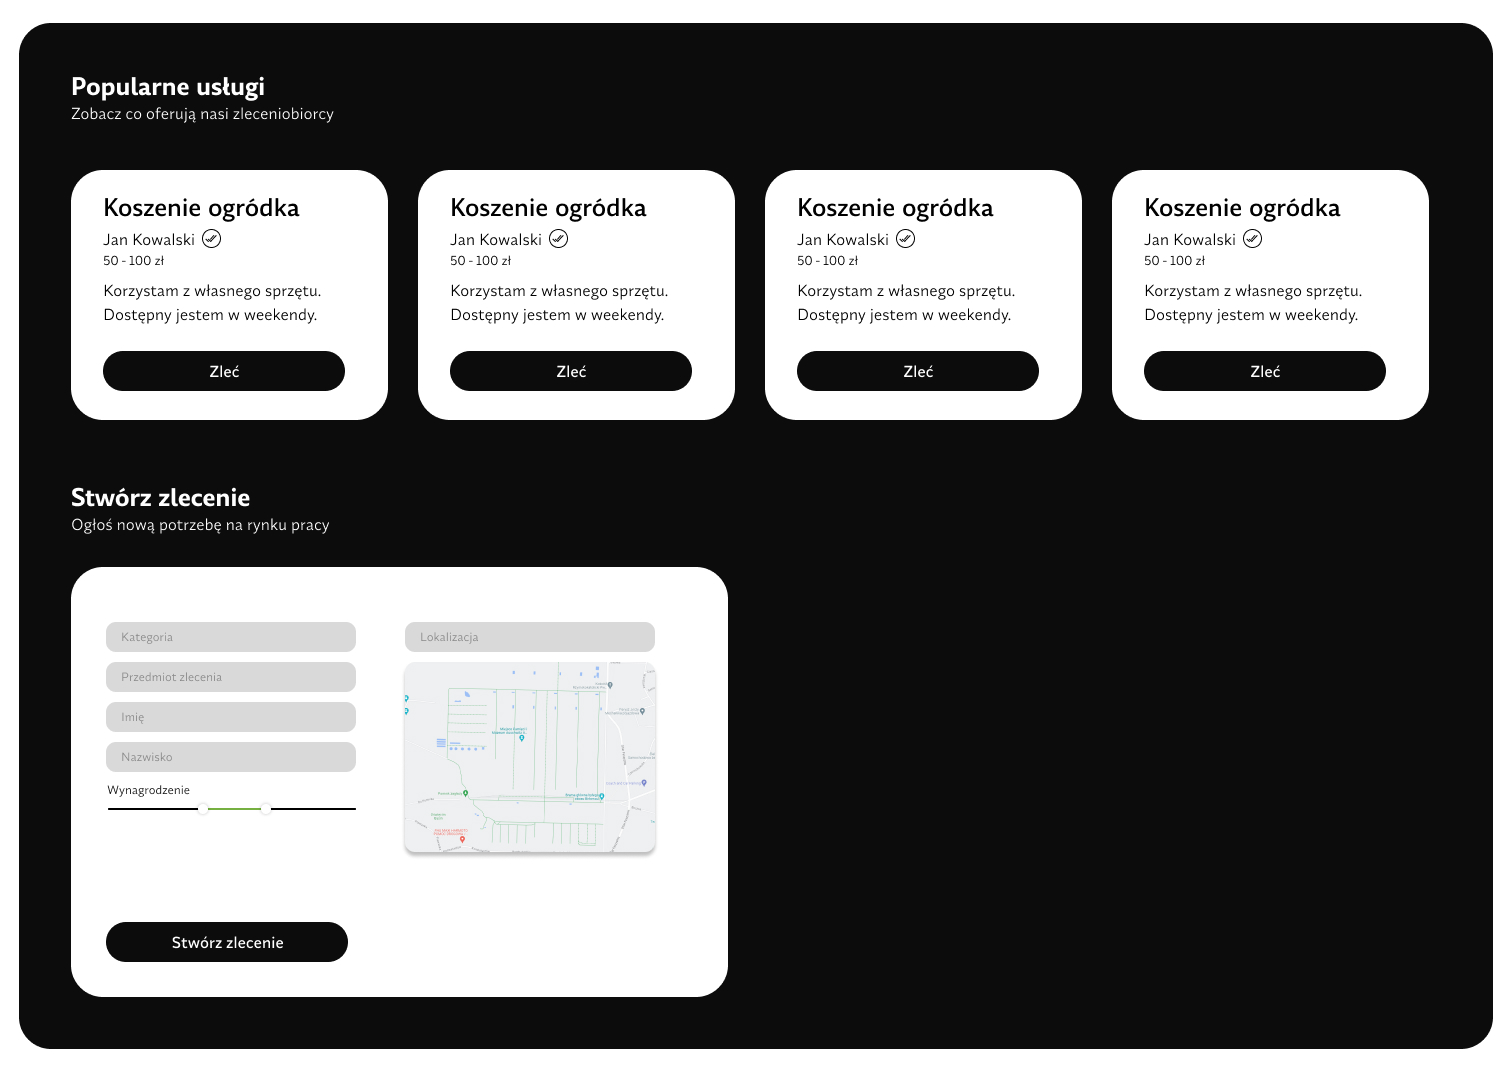 Popularne usługi
Zobacz co oferują nasi zleceniobiorcy
Koszenie ogródka
Jan Kowalski
50 - 100 zł
Korzystam z własnego sprzętu.
Dostępny jestem w weekendy.
Zleć
Koszenie ogródka
Jan Kowalski
50 - 100 zł
Korzystam z własnego sprzętu.
Dostępny jestem w weekendy.
Zleć
Koszenie ogródka
Jan Kowalski
50 - 100 zł
Korzystam z własnego sprzętu.
Dostępny jestem w weekendy.
Zleć
Koszenie ogródka
Jan Kowalski
50 - 100 zł
Korzystam z własnego sprzętu.
Dostępny jestem w weekendy.
Zleć
Stwórz zlecenie
Ogłoś nową potrzebę na rynku pracy
Kategoria
Przedmiot zlecenia
Imię
Nazwisko
Wynagrodzenie
Lokalizacja
Stwórz zlecenie